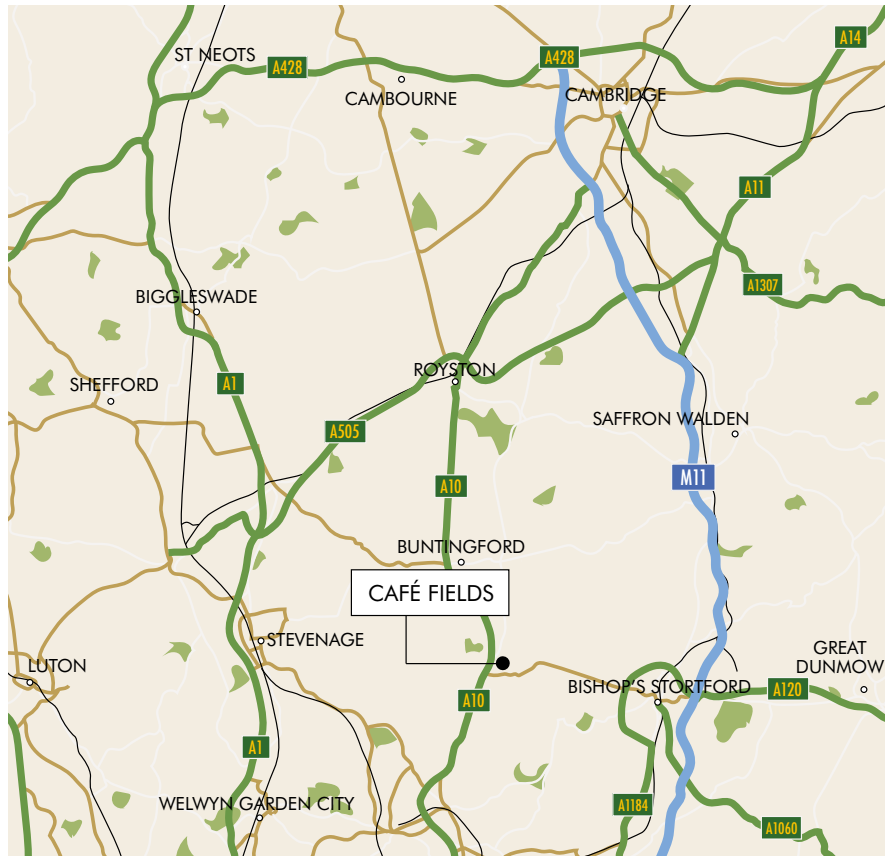 A14
ST NEOTS
A428
A428
CAMBOURNE
CAMBRIDGE
A11
A1307
BIGGLESWADE
ROYSTON
SHEFFORD
A1
A505
SAFFRON WALDEN
M11
A10
BUNTINGFORD
CAFÉ FIELDS
STEVENAGE
GREAT
DUNMOW
LUTON
BISHOP'S STORTFORD
A120
A10
A1
WELWYN GARDEN CITY
A1184
A1060